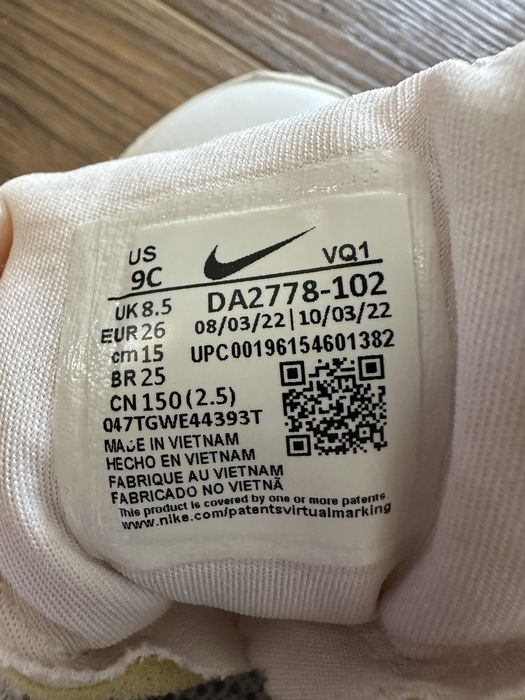 US VQ1
9C DA2778-102
UK 8.5 08/03/22 | 10/03/22
EUR 26 UPC 00196154601382
cm 15
BR 25
CN 150 (2.5)
047TGWE44393T
MADE IN VIETNAM
HECHO EN VIETNAM
FABRIQUE AU VIETNAM
FABRICADO NO VIETNÃ
This product is covered by one or more patents.
www.nike.com/patentsvirtualmarking